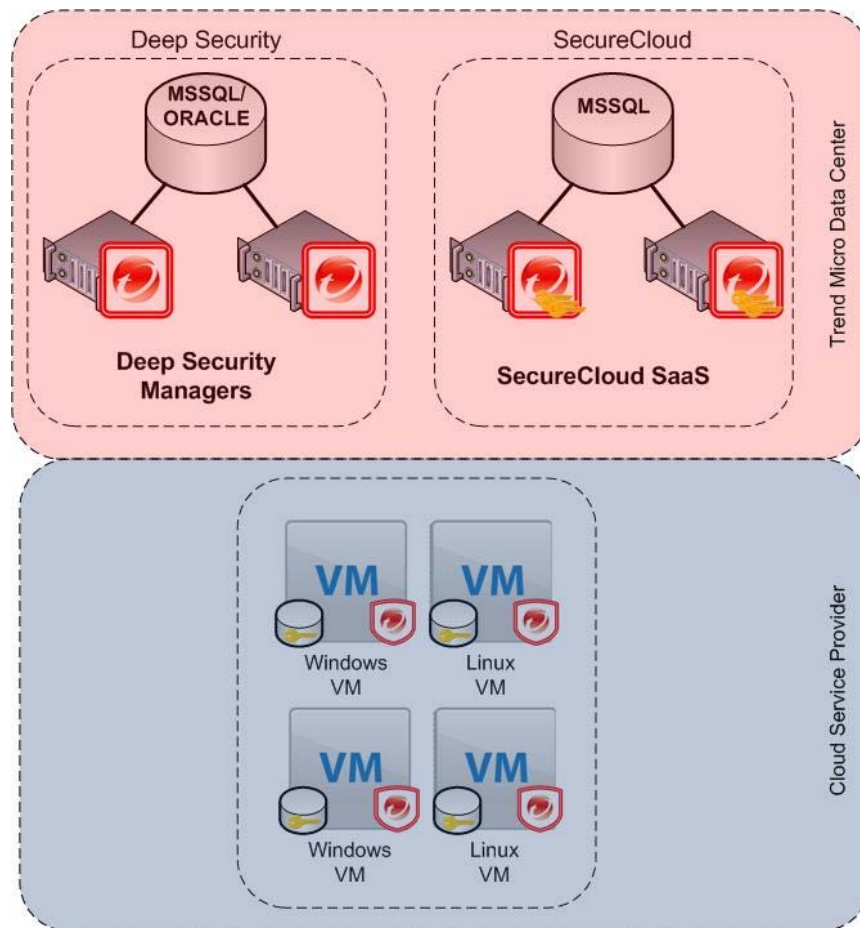 Deep Security
SecureCloud
MSSQL/
ORACLE
MSSQL
Deep Security
Managers
SecureCloud SaaS
Trend Micro Data Center
VM
VM
Windows
VM
Linux
VM
VM
VM
Windows
VM
Linux
VM
Cloud Service Provider